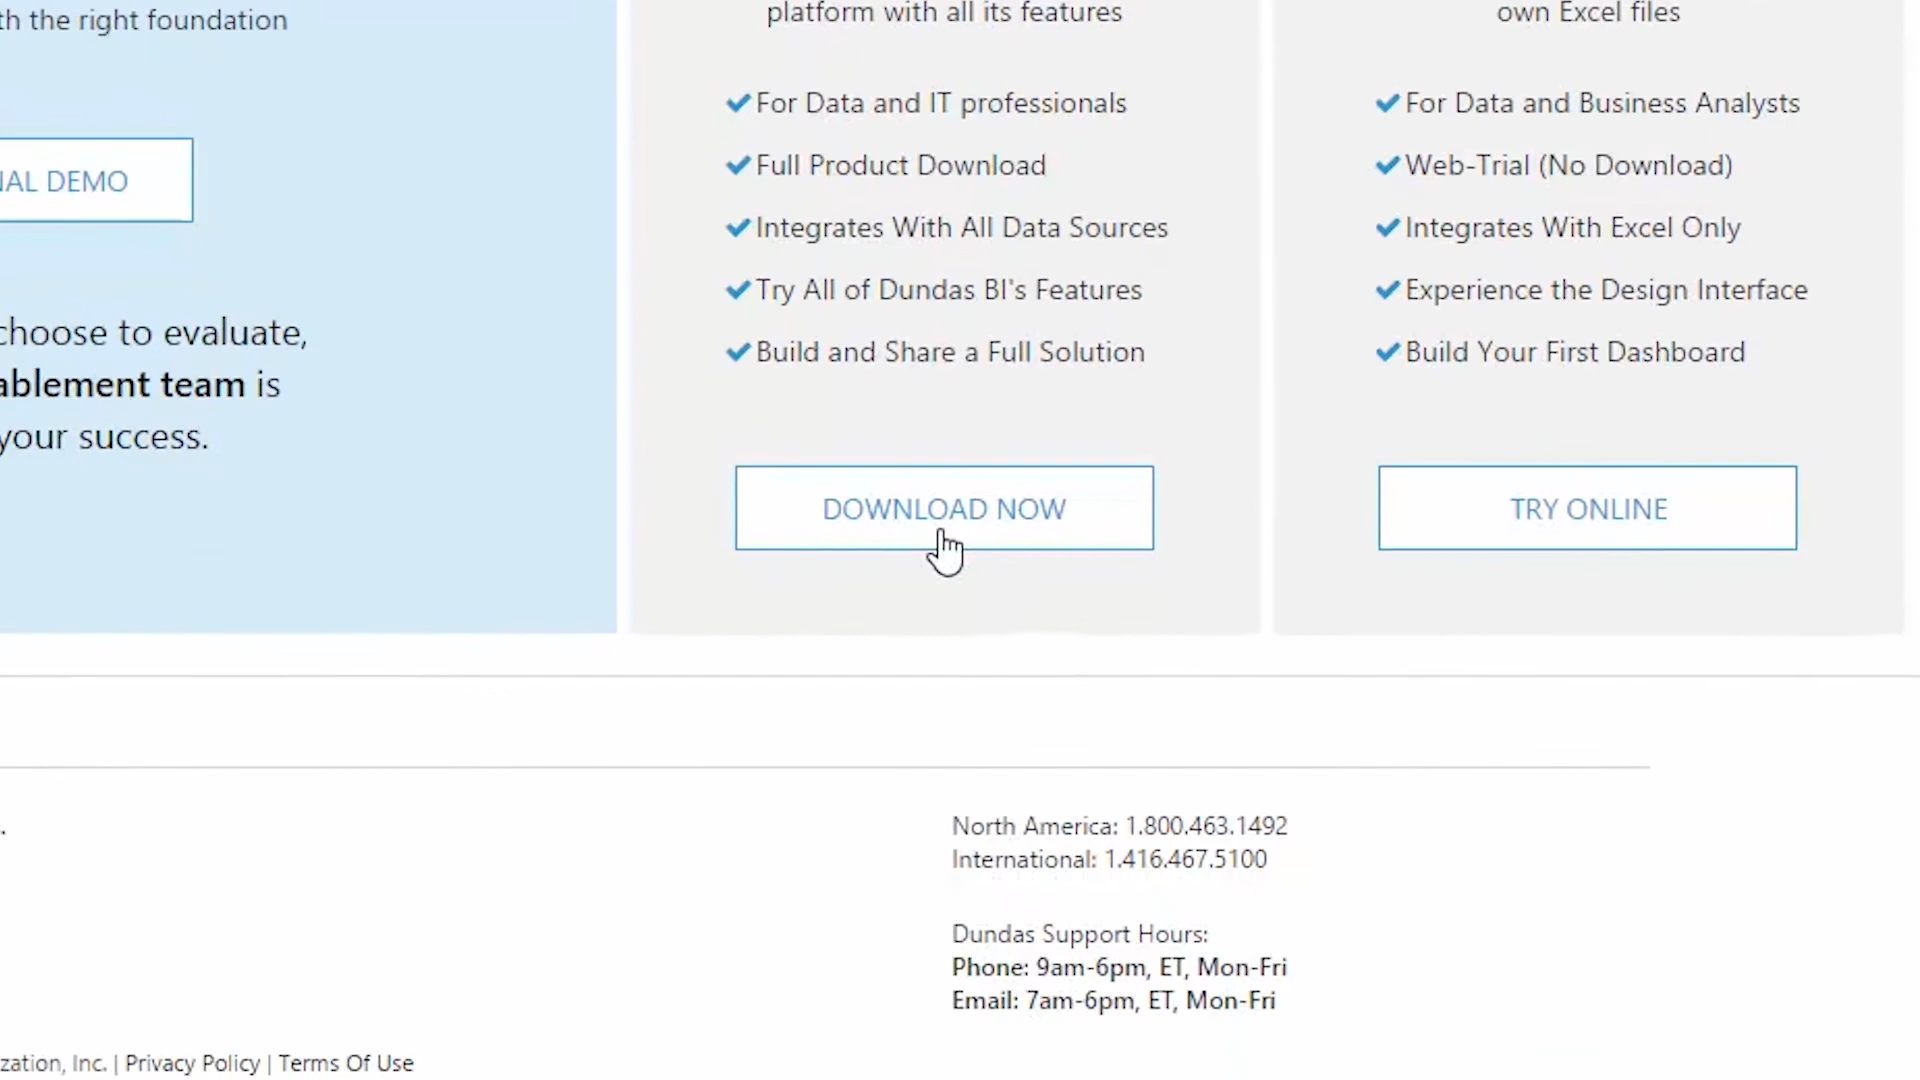 the right foundation
DEMO
choose to evaluate,
team is
your success.
platform with all its features
For Data and IT professionals
Full Product Download
Integrates With All Data Sources
Try All of Dundas BI's Features
Build and Share a Full Solution
DOWNLOAD NOW
own Excel files
For Data and Business Analysts
Web-Trial (No Download)
Integrates With Excel Only
Experience the Design Interface
Build Your First Dashboard
TRY ONLINE
North America: 1.800.463.1492
International: 1.416.467.5100
Dundas Support Hours:
Phone: 9am-6pm, ET, Mon-Fri
Email: 7am-6pm, ET, Mon-Fri
Inc. | Privacy Policy | Terms Of Use